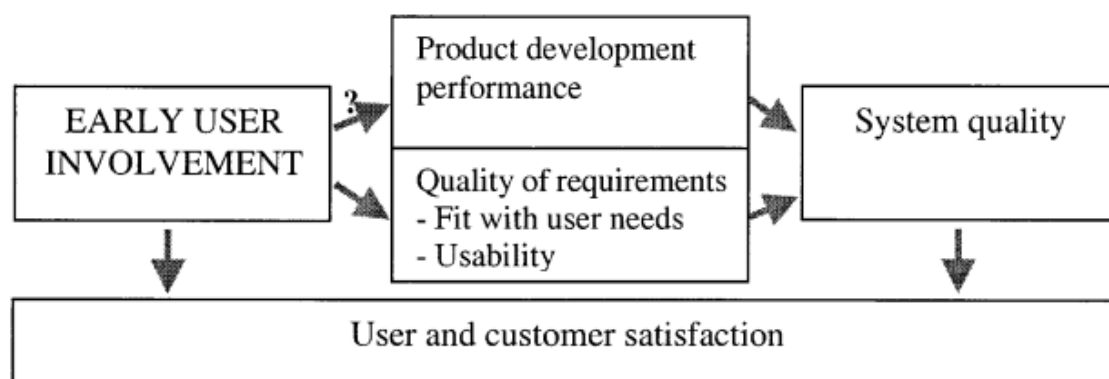 EARLY USER
INVOLVEMENT
?
Product development
performance
Quality of requirements
- Fit with user needs
- Usability
System quality
User and customer satisfaction